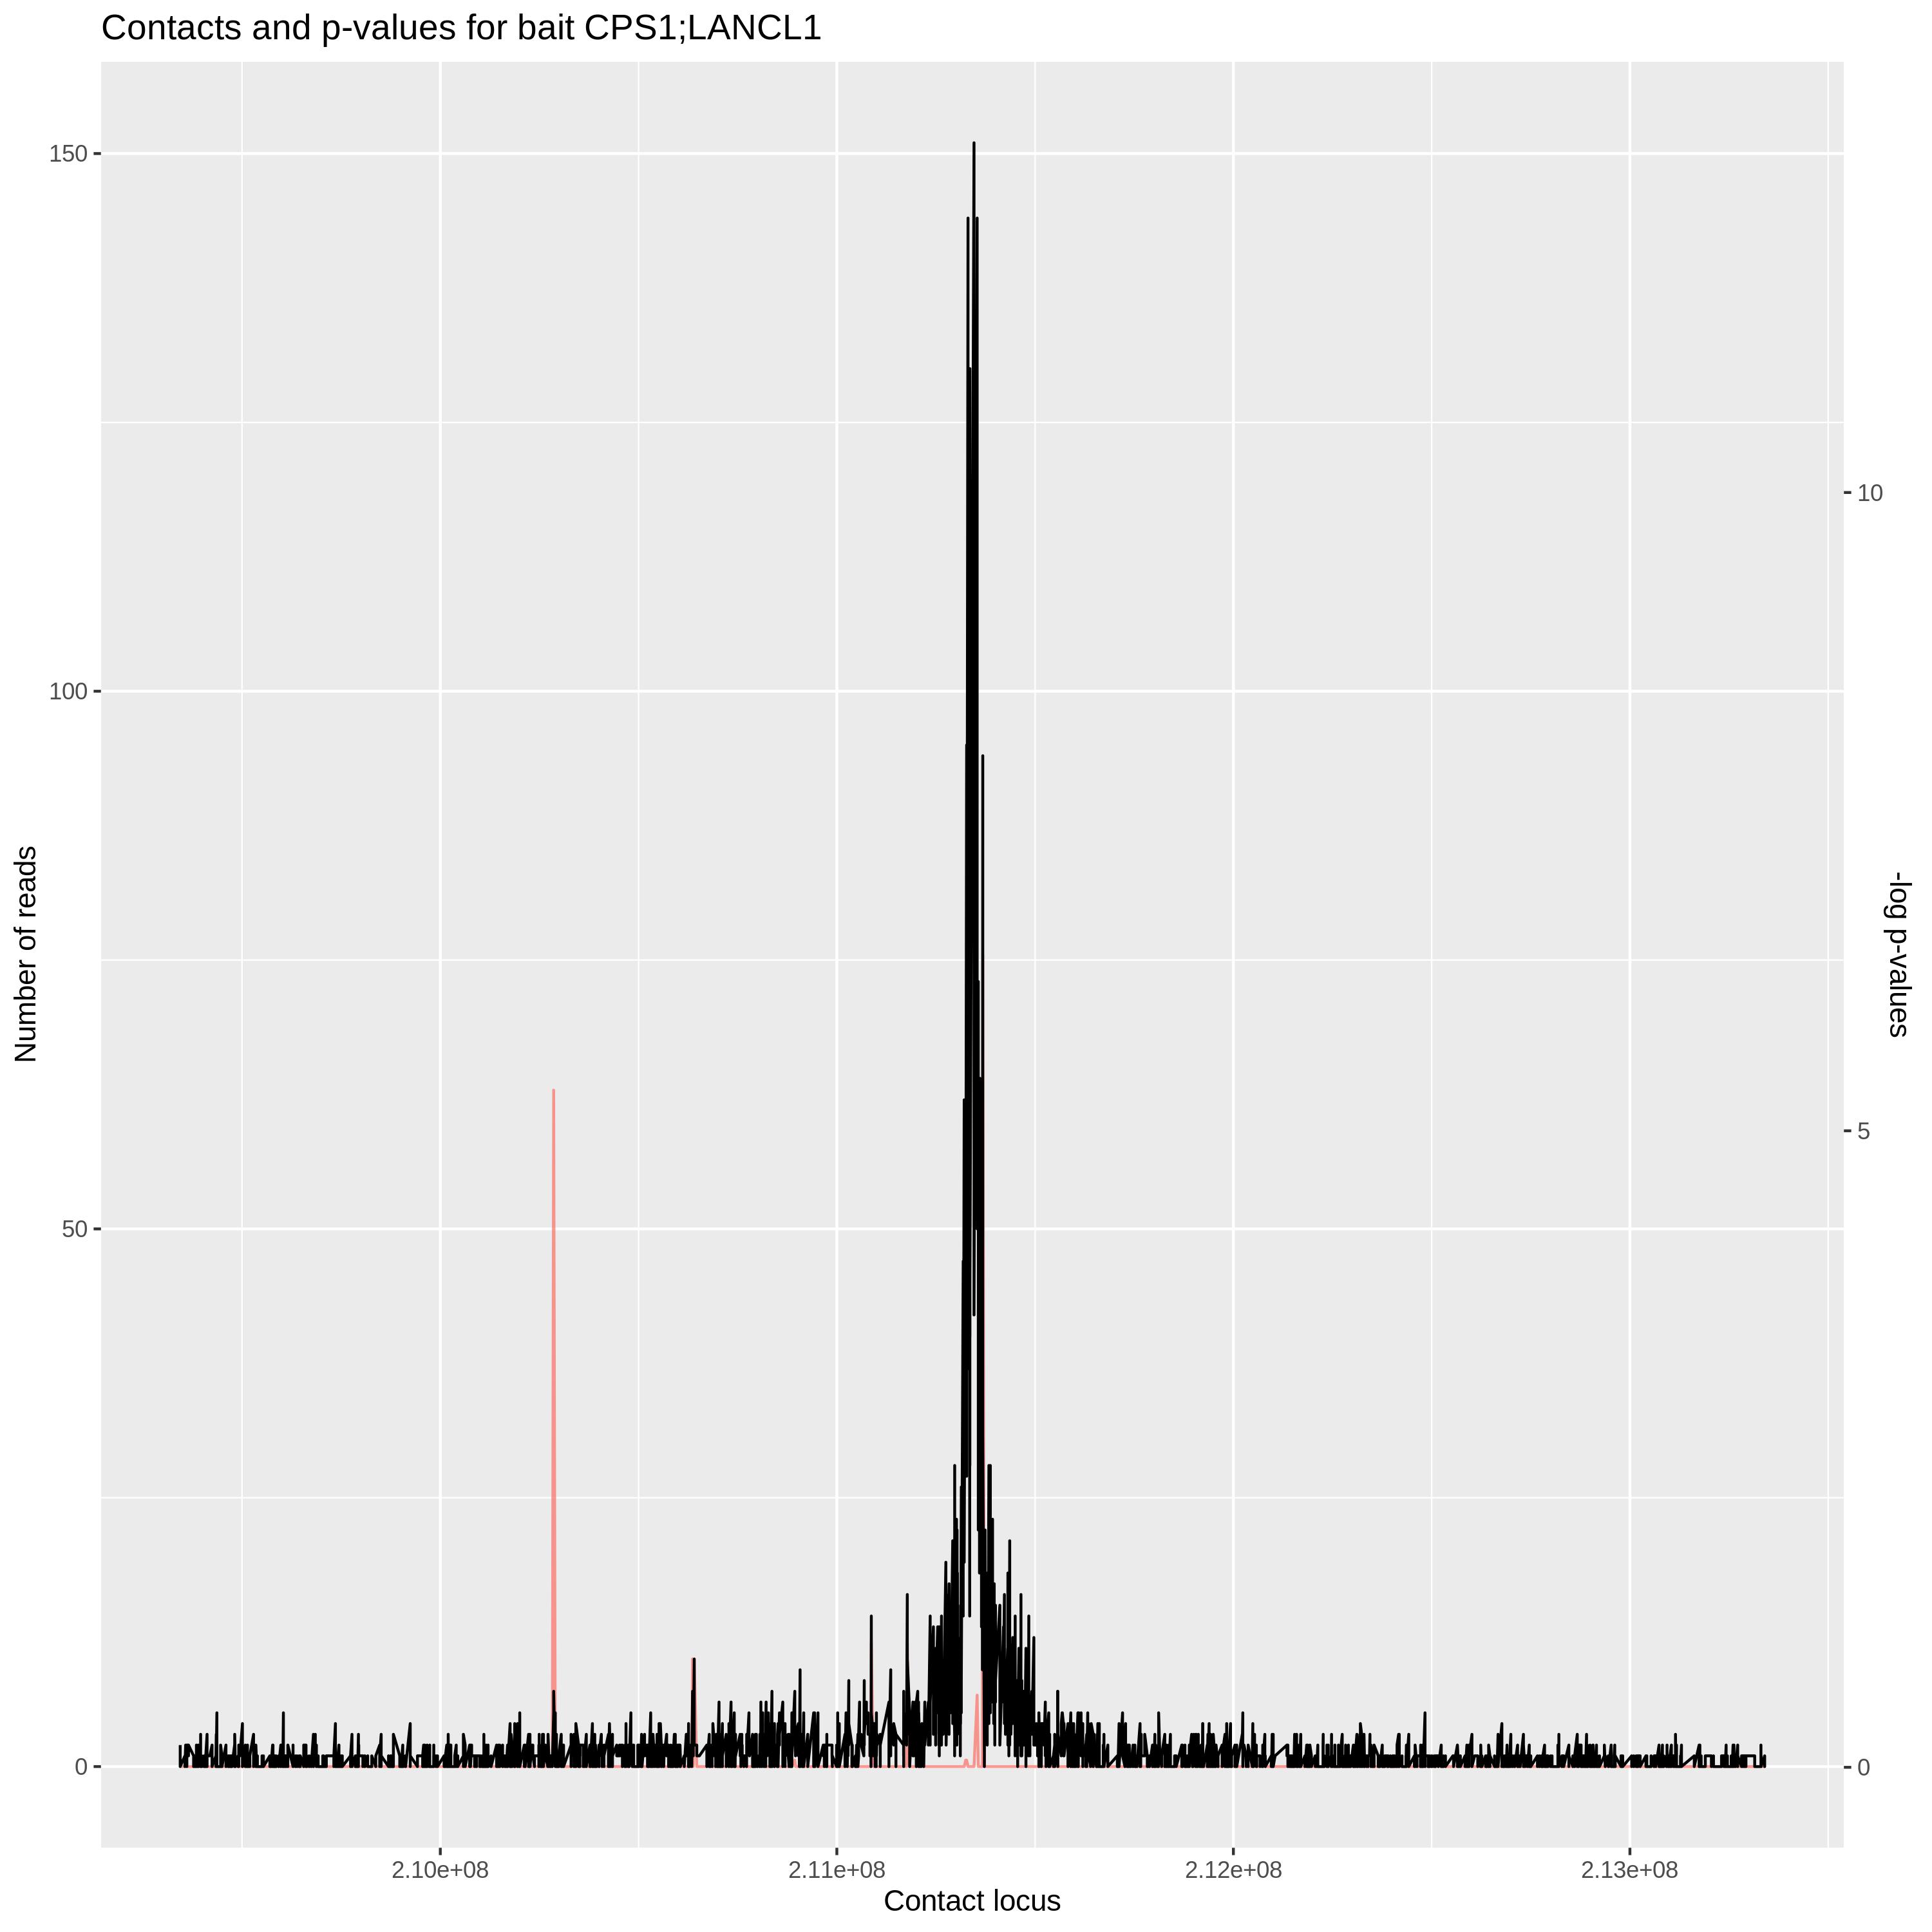 Contacts and p-values for bait CPS1;LANCL1
150
100
50
0
Number of reads
10
5
0
-log p-values
2.10e+08
2.11e+08
2.12e+08
2.13e+08
Contact locus